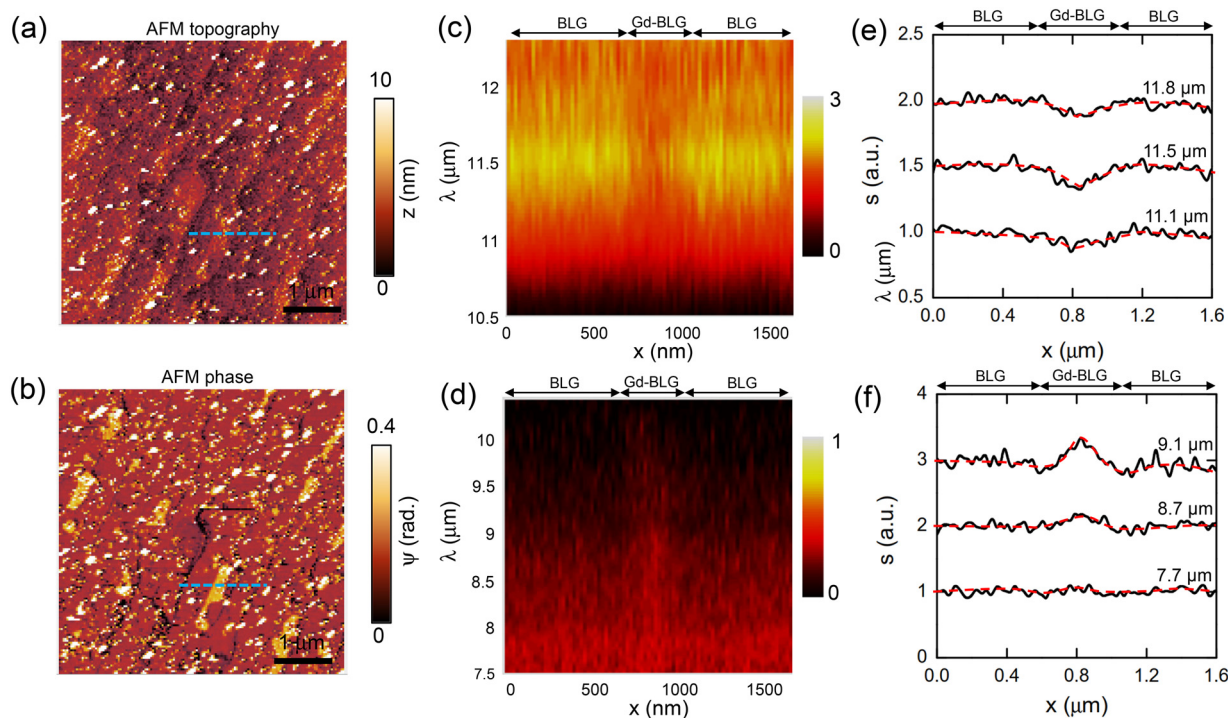 (a)
AFM topography
10
z (nm)
0
1 μm
(b)
AFM phase
0.4
ψ (rad.)
0
1 μm
(c)
BLG Gd-BLG BLG
12
11.5
11
10.5
λ (μm)
0 500 1000 1500
x (nm)
3
0
(d)
BLG Gd-BLG BLG
10
9.5
9
8.5
8
7.5
λ (μm)
0 500 1000 1500
x (nm)
1
0
(e)
BLG Gd-BLG BLG
2.5
2.0
1.5
1.0
0.5
λ (μm) s (a.u.)
11.8 μm
11.5 μm
11.1 μm
0.0 0.4 0.8 1.2 1.6
x (μm)
(f)
BLG Gd-BLG BLG
4
3
2
1
0
s (a.u.)
9.1 μm
8.7 μm
7.7 μm
0.0 0.4 0.8 1.2 1.6
x (μm)